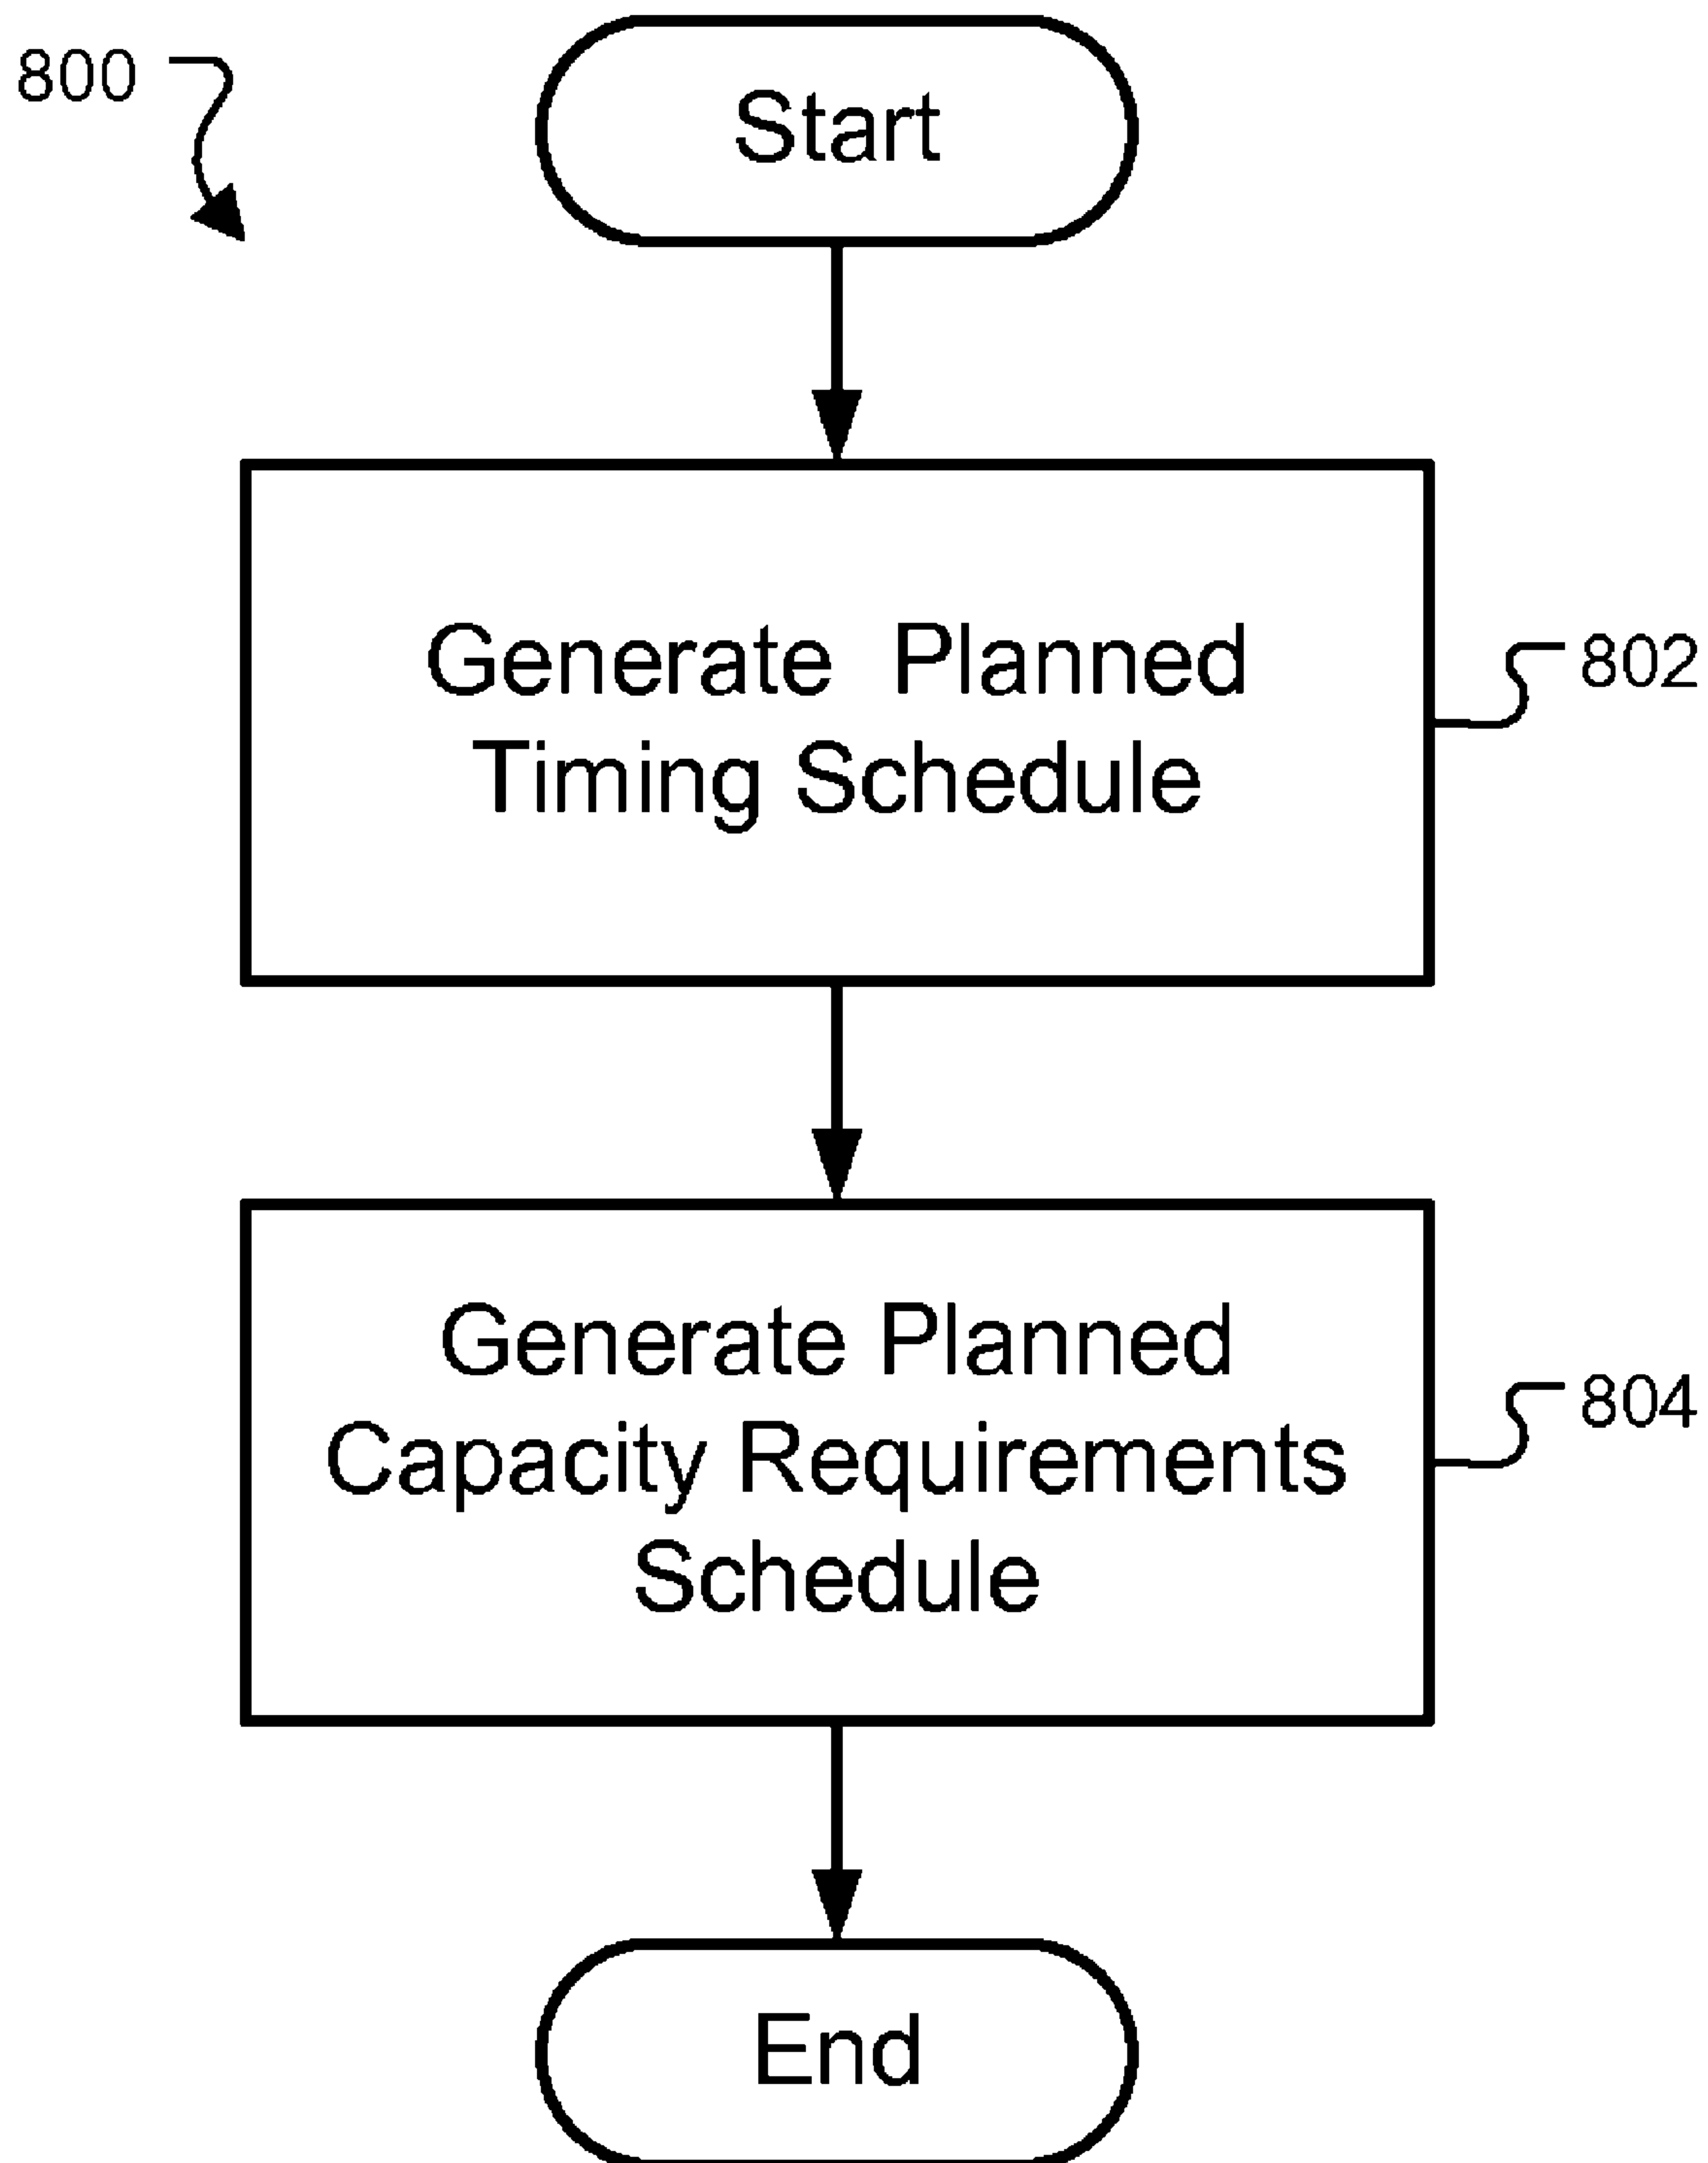 800
Start
Generate Planned
Timing Schedule
802
Generate Planned
Capacity Requirements
Schedule
804
End